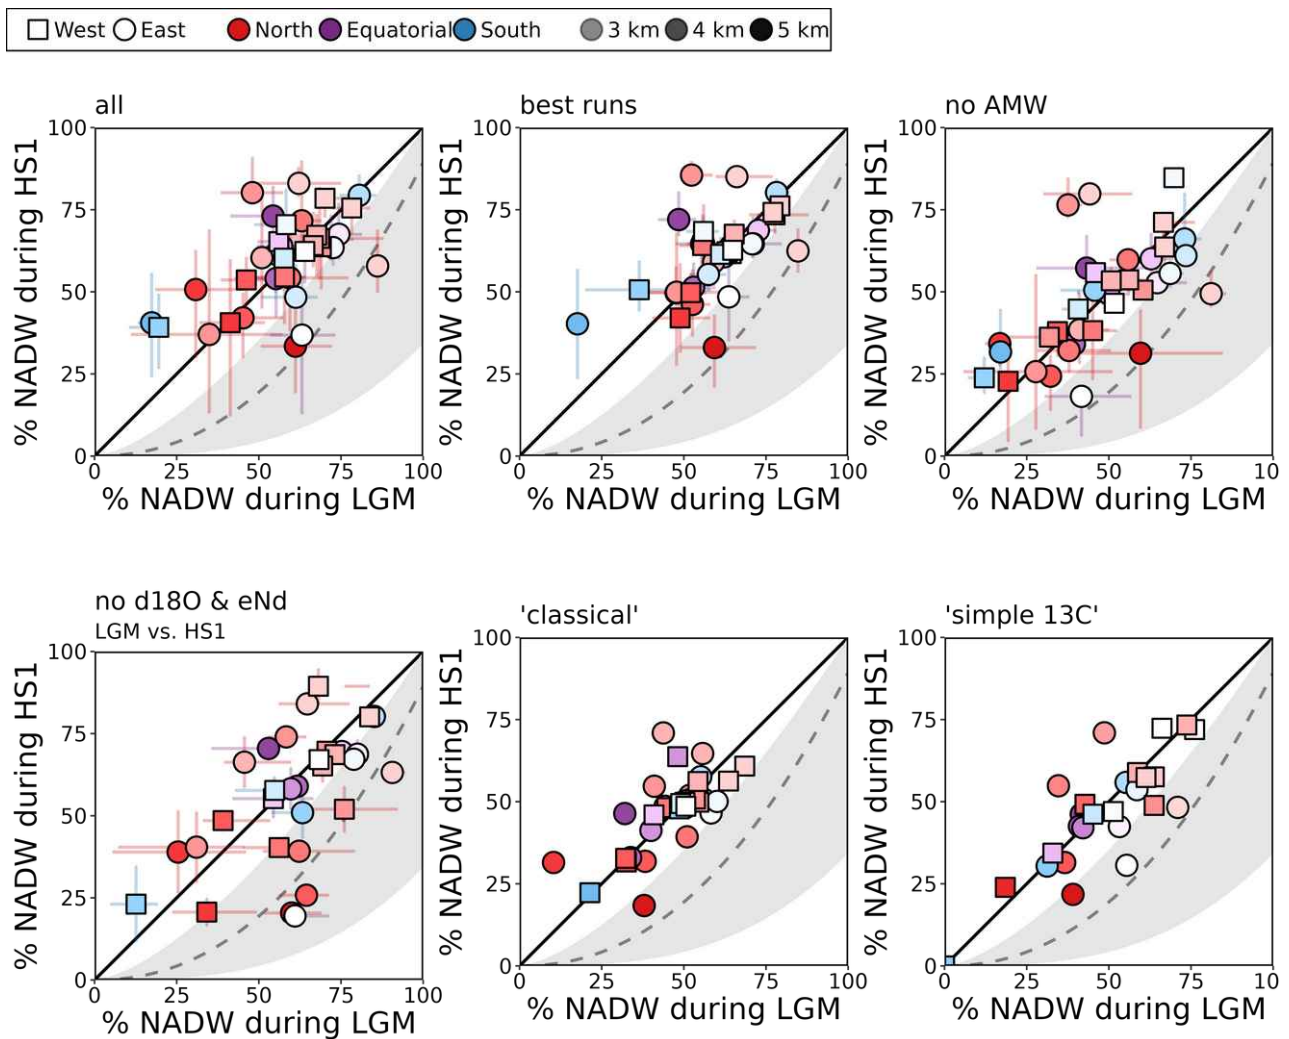 West East North Equatorial South 3 km 4 km 5 km
all
best runs
no AMW
% NADW during HS1
100
75
50
25
0
0 25 50 75 100
% NADW during LGM
% NADW during HS1
100
75
50
25
0
0 25 50 75 100
% NADW during LGM
% NADW during HS1
100
75
50
25
0
0 25 50 75 10
% NADW during LGM
no d18O & eNd
LGM vs. HS1
'classical'
'simple 13C'
% NADW during HS1
100
75
50
25
0
0 25 50 75 100
% NADW during LGM
% NADW during HS1
100
75
50
25
0
0 25 50 75 100
% NADW during LGM
% NADW during HS1
100
75
50
25
0
0 25 50 75 10
% NADW during LGM